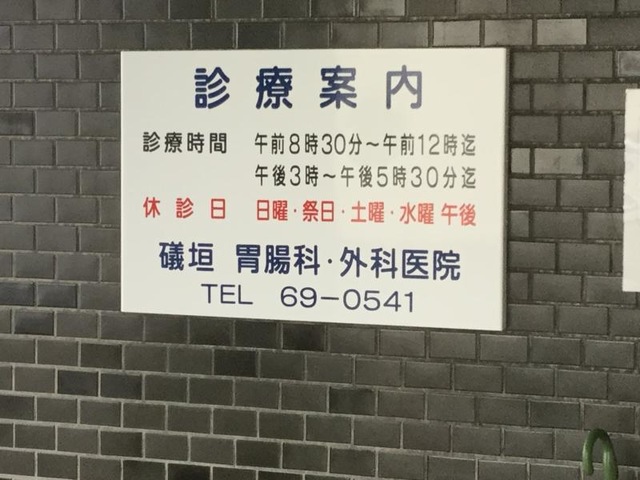 診療案内
診療時間 午前8時30分～午前12時迄
午後3時～午後5時30分迄
休診日 日曜・祭日・土曜・水曜午後
礒垣 胃腸科・外科医院
TEL 69-0541